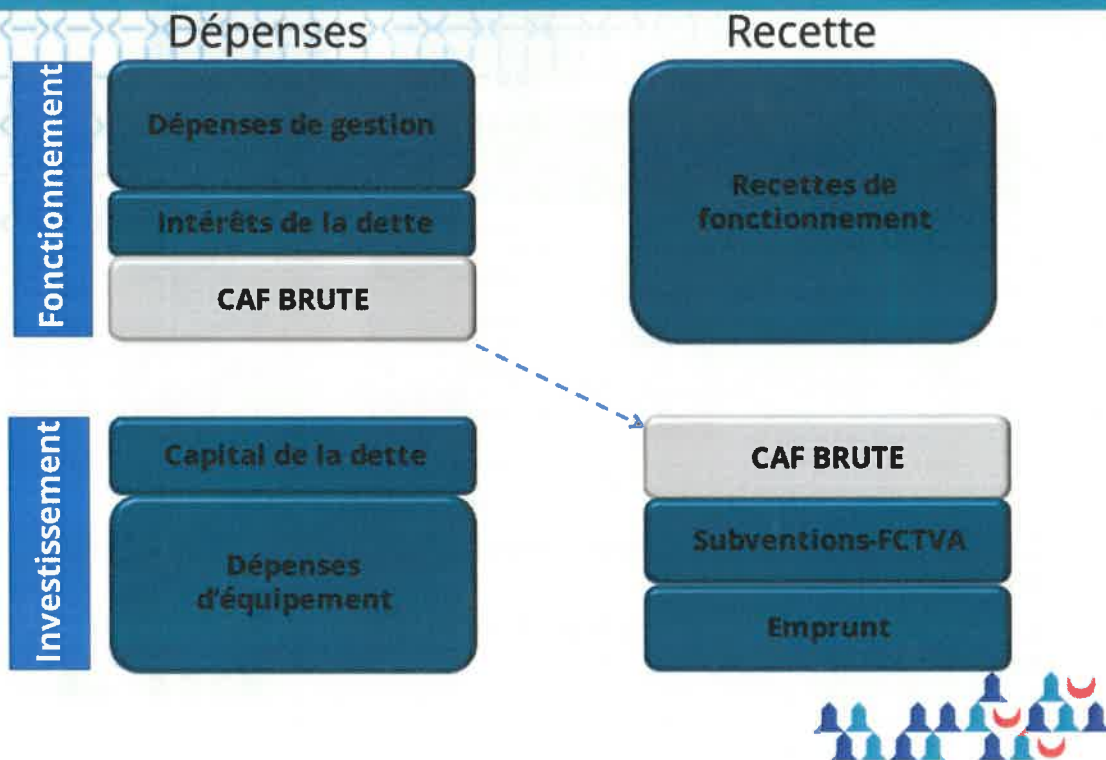 Dépenses
Recette
Fonctionnement
Dépenses de gestion
Intérêts de la dette
CAF BRUTE
Recettes de
fonctionnement
Investissement
Capital de la dette
Dépenses
d'équipement
CAF BRUTE
Subventions-FCTVA
Emprunt